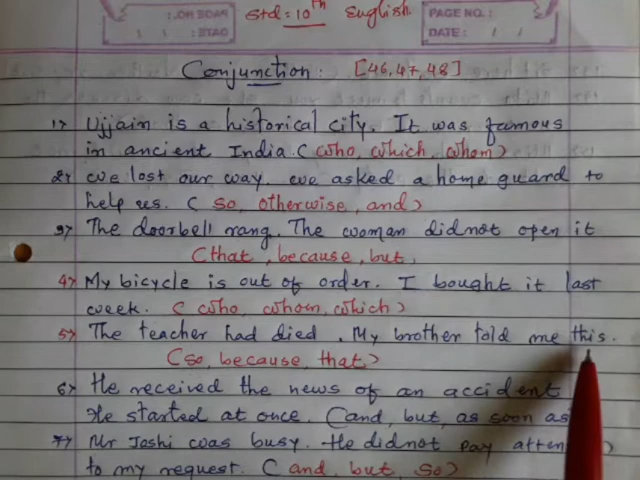 Std = 10th English
PAGE NO.:
DATE: / /
PAGE NO.:
DATE: / /
Conjunction : [46,47,48]
1) Ujjain is a historical city. It was famous
in ancient India. (who, which, whom)
2) we lost our way. we asked a home guard to
help us. (so, otherwise, and)
3) The doorbell rang. The woman didnot open it
(that, because, but.
4) My bicycle is out of order. I bought it last
week. (who, whom, which)
5) The teacher had died. My brother told me this.
(so, because, that)
6) He received the news of an accident
He started at once. (and, but, as soon as
7) Mr Joshi was busy. He didnot pay atten
to my request. (and, but, so)